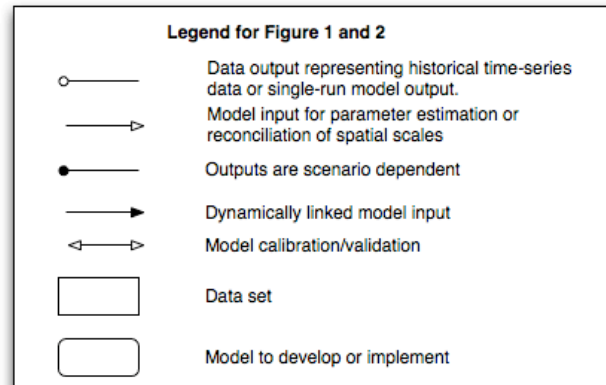 Legend for Figure 1 and 2
Data output representing historical time-series
data or single-run model output.
Model input for parameter estimation or
reconciliation of spatial scales
Outputs are scenario dependent
Dynamically linked model input
Model calibration/validation
Data set
Model to develop or implement